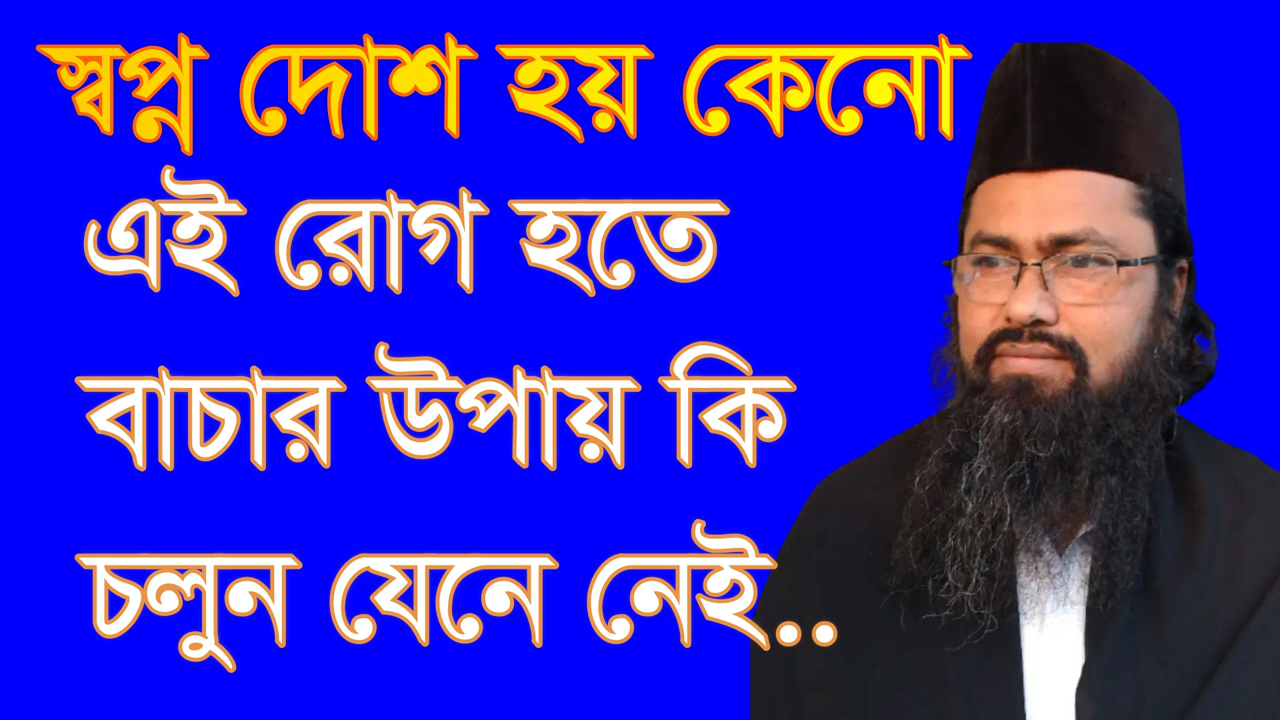 স্বপ্ন দোশ হয় কেনো
এই রোগ হতে
বাচার উপায় কি
চলুন যেনে নেই..